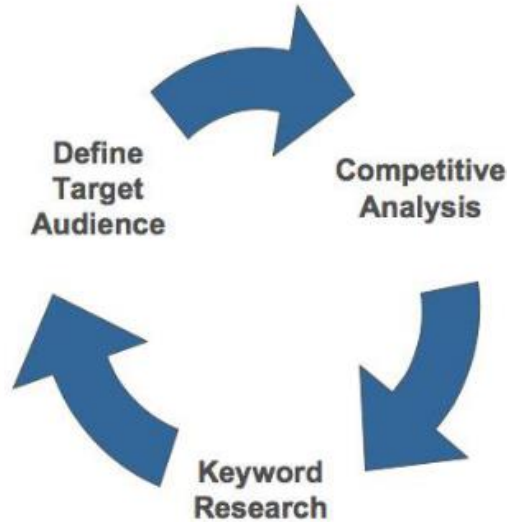 Define
Target
Audience
Competitive
Analysis
Keyword
Research